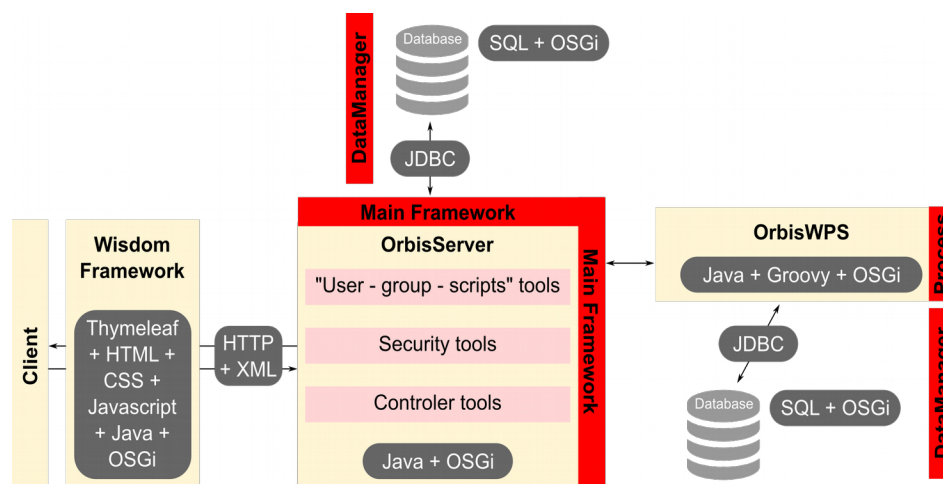 DataManager
Database
SQL + OSGi
JDBC
Main Framework
Client
Wisdom
Framework
Thymeleaf
+ HTML +
CSS +
Javascript
+ Java +
OSGi
HTTP
+ XML
OrbisServer
"User - group - scripts" tools
Security tools
Controler tools
Java + OSGi
Main Framework
OrbisWPS
Java + Groovy + OSGi
Process
JDBC
Database
SQL + OSGi
DataManager